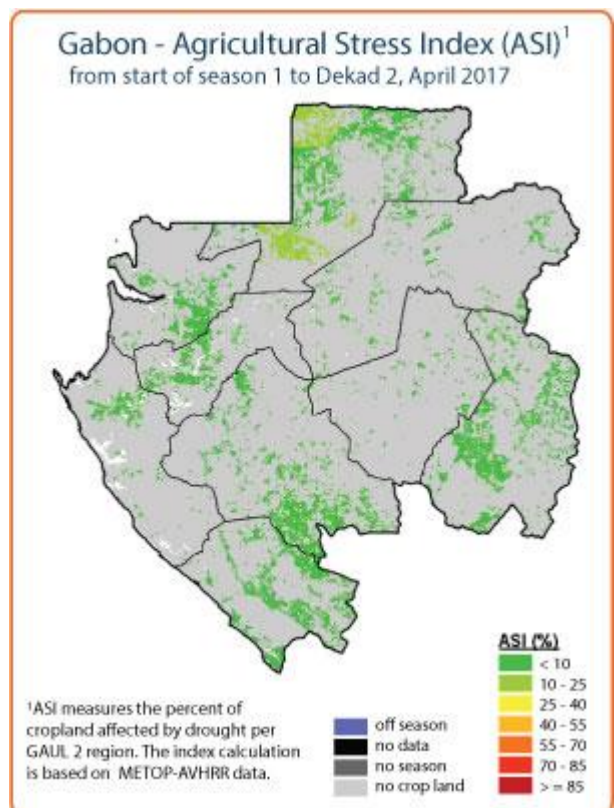 Gabon - Agricultural Stress Index (ASI)¹
from start of season 1 to Dekad 2, April 2017
ASI (%)
< 10
10 - 25
25 - 40
40 - 55
55 - 70
70 - 85
> = 85
¹ASI measures the percent of
cropland affected by drought per
GAUL 2 region. The index calculation
is based on METOP-AVHRR data.
off season
no data
no season
no crop land